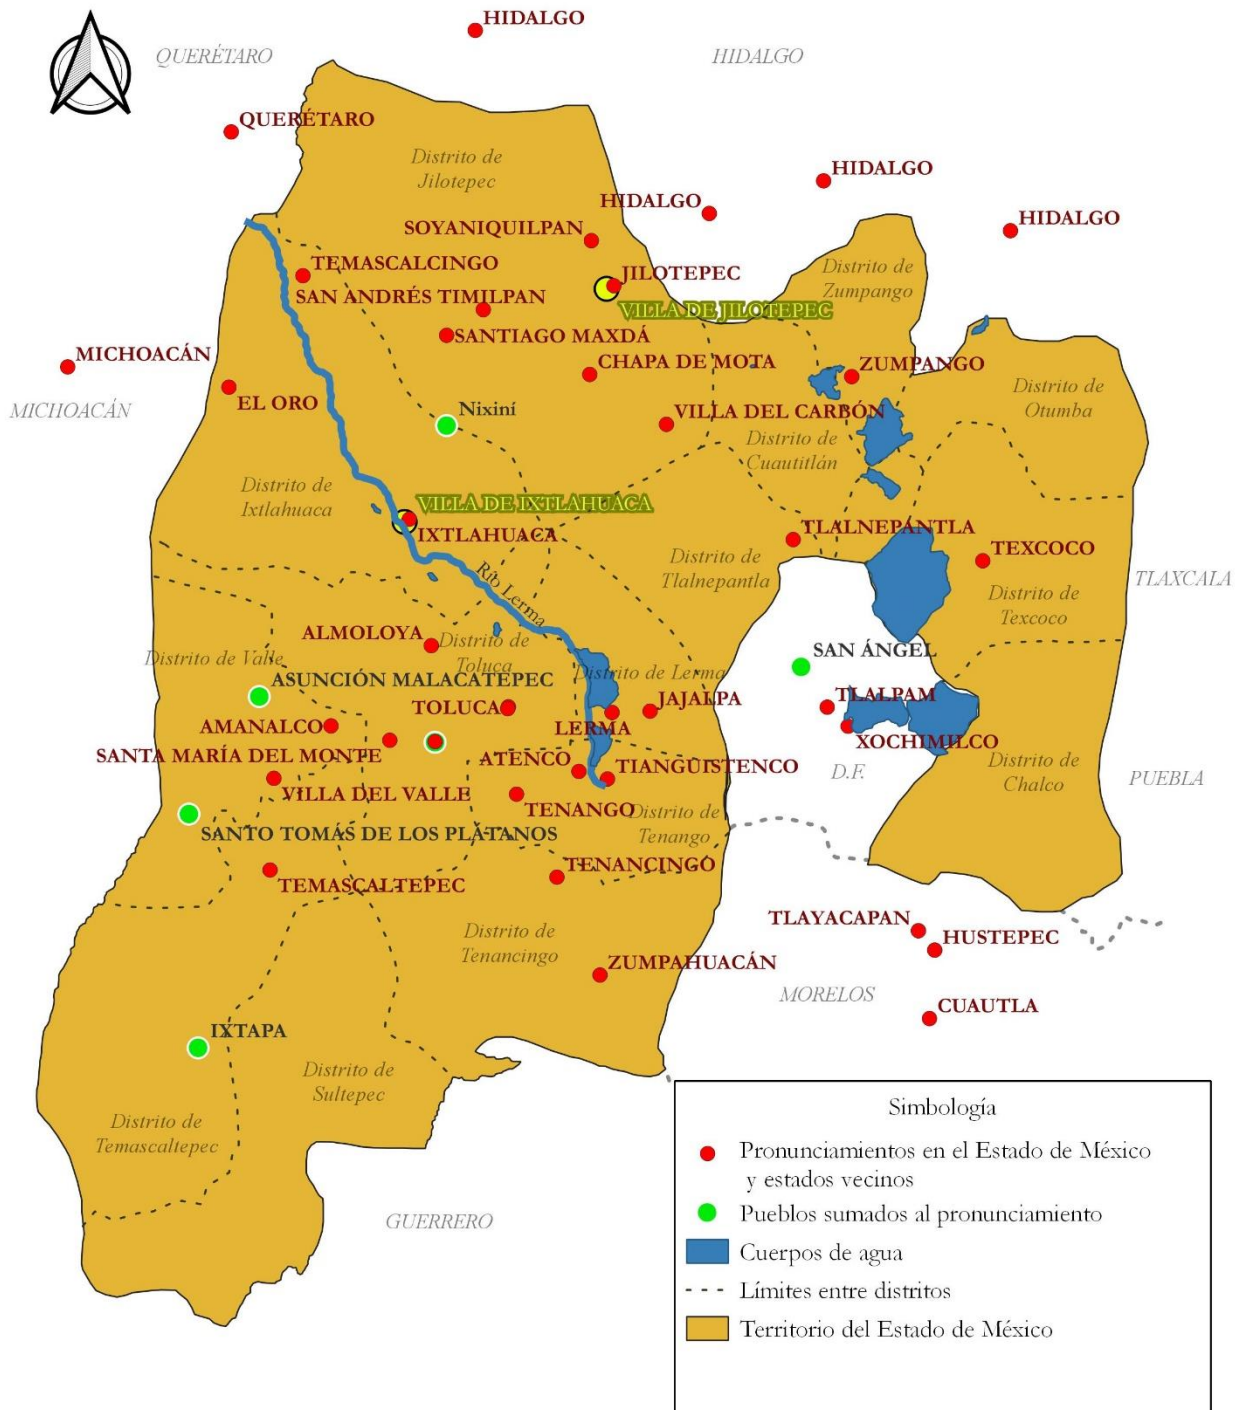 HIDALGO
QUERÉTARO
HIDALGO
QUERÉTARO
Distrito de
Jilotepec
HIDALGO
HIDALGO
HIDALGO
SOYANIQUILPAN
TEMASCALCINGO
JILOTEPEC
Distrito de
Zumpango
SAN ANDRÉS TIMILPAN
VILLA DE JILOTEPEC
SANTIAGO MAXDÁ
MICHOACÁN
CHAPA DE MOTA
ZUMPANGO
MICHOACÁN
EL ORO
Nixiní
VILLA DEL CARBÓN
Distrito de
Otumba
Distrito de
Cuautitlán
Distrito de
Ixtlahuaca
VILLA DE IXTLAHUACA
IXTLAHUACA
TLALNEPANTLA
TEXCOCO
Distrito de
Tlalnepantla
Río Lerma
TLAXCALA
Distrito de
Texcoco
ALMOLOYA
Distrito de
Toluca
Distrito de Valle
Distrito de Lerma
SAN ÁNGEL
ASUNCIÓN MALACATEPEC
TOLUCA
JAJALPA
TLALPAM
AMANALCO
LERMA
XOCHIMILCO
SANTA MARÍA DEL MONTE
ATENCO
TIANGUISTENCO
D.F.
Distrito de
Chalco
PUEBLA
VILLA DEL VALLE
TENANGO
Distrito de
Tenango
SANTO TOMÁS DE LOS PLÁTANOS
TENANCINGO
TEMASCALTEPEC
TLAYACAPAN
HUSTEPEC
Distrito de
Tenancingo
ZUMPAHUACÁN
MORELOS
CUAUTLA
IXTAPA
Distrito de
Sultepec
Distrito de
Temascaltepec
GUERRERO
Simbología
Pronunciamientos en el Estado de México
y estados vecinos
Pueblos sumados al pronunciamiento
Cuerpos de agua
Límites entre distritos
Territorio del Estado de México